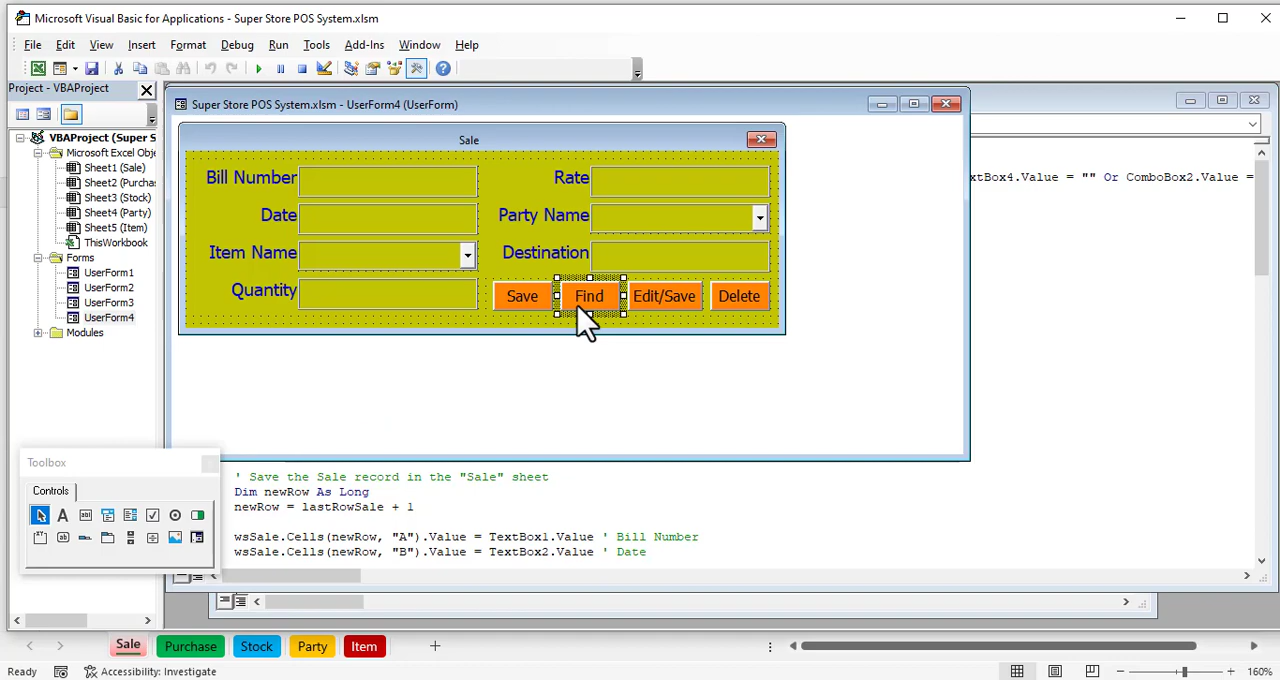 Microsoft Visual Basic for Applications - Super Store POS System.xlsm
File Edit View Insert Format Debug Run Tools Add-Ins Window Help
Project - VBAProject
VBAProject (Super S
Microsoft Excel Obje
Sheet1 (Sale)
Sheet2 (Purcha
Sheet3 (Stock)
Sheet4 (Party)
Sheet5 (Item)
ThisWorkbook
Forms
UserForm1
UserForm2
UserForm3
UserForm4
Modules
Super Store POS System.xlsm - UserForm4 (UserForm)
Sale
Bill Number Rate
Date Party Name
Item Name Destination
Quantity Save Find Edit/Save Delete
xtBox4.Value = "" Or ComboBox2.Value =
Toolbox
Controls
' Save the Sale record in the "Sale" sheet
Dim newRow As Long
newRow = lastRowSale + 1
wsSale.Cells(newRow, "A").Value = TextBox1.Value ' Bill Number
wsSale.Cells(newRow, "B").Value = TextBox2.Value ' Date
Sale Purchase Stock Party Item
Ready Accessibility: Investigate 160%